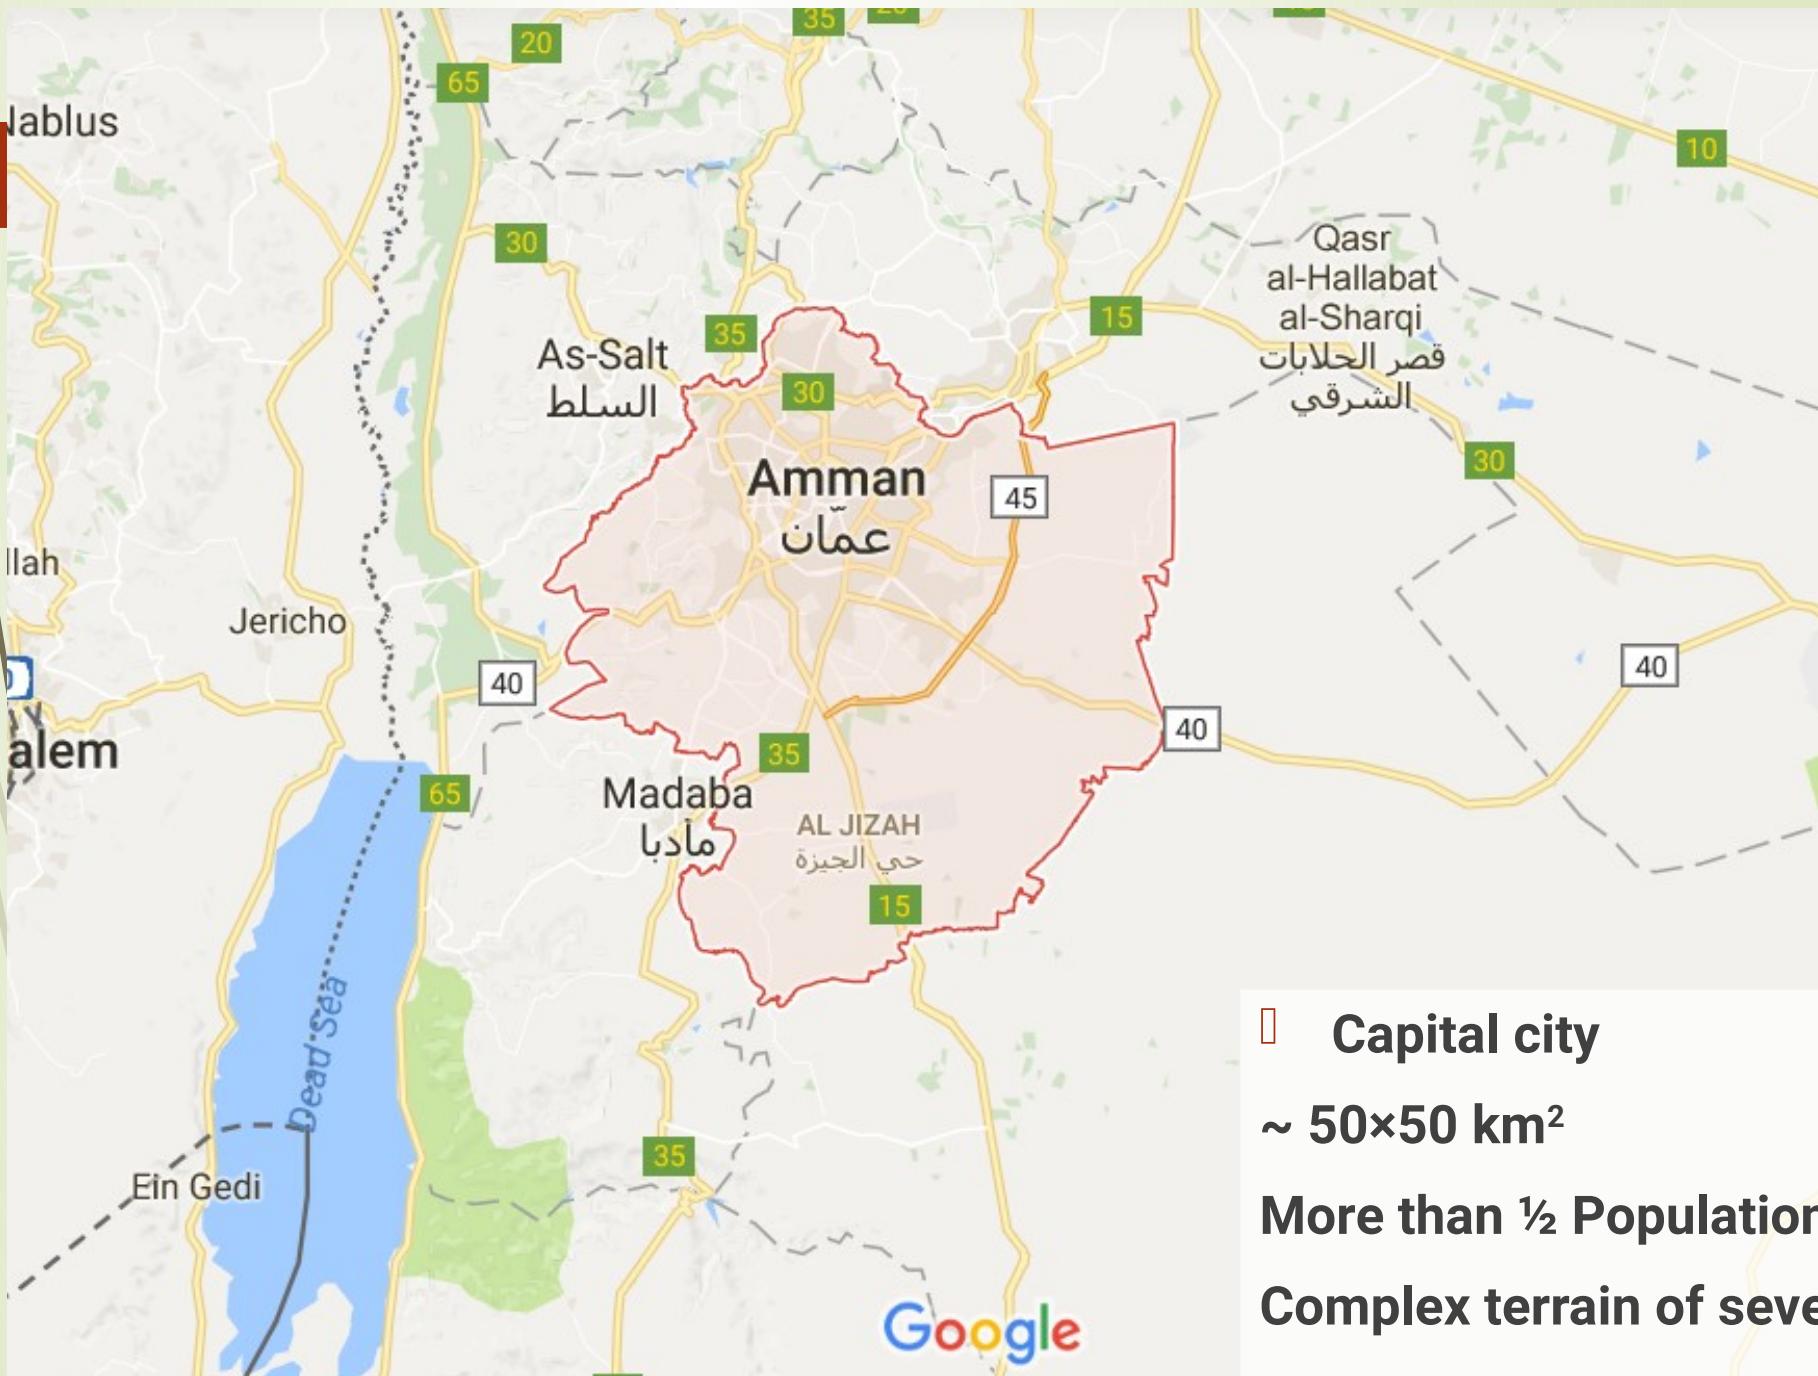 35
20
20
65
Nablus
10
30
Qasr
al-Hallabat
al-Sharqi
قصر الحلابات
الشرقي
15
35
As-Salt
السلط
30
Amman
عمّان
45
30
llah
Jericho
40
40
40
alem
35
65
Madaba
مأدبا
AL JIZAH
حي الجيزة
15
Dead Sea
Capital city
~ 50×50 km²
More than ½ Population
Complex terrain of seve
35
Ein Gedi
Google